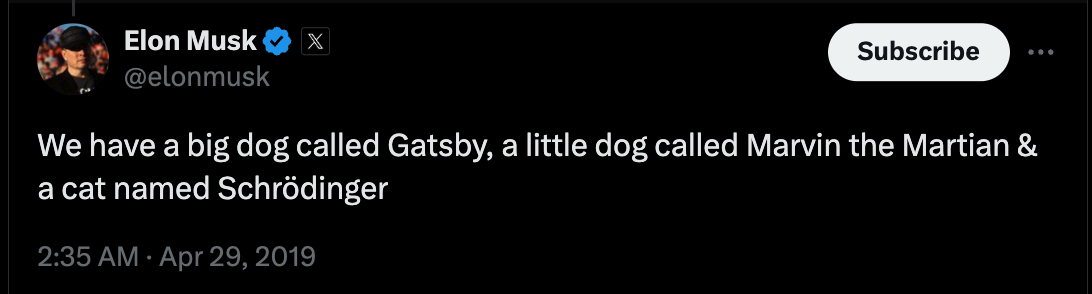 Elon Musk
@elonmusk
Subscribe
We have a big dog called Gatsby, a little dog called Marvin the Martian &
a cat named Schrödinger
2:35 AM · Apr 29, 2019